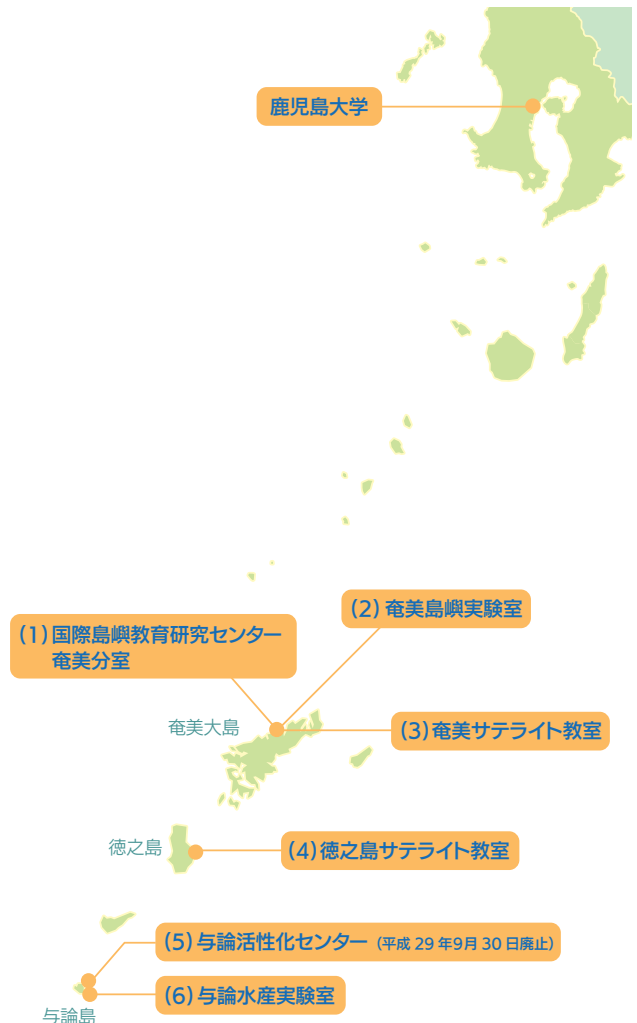 鹿児島大学
(2)奄美島嶼実験室
(1)国際島嶼教育研究センター
奄美分室
奄美大島
(3)奄美サテライト教室
徳之島
(4)徳之島サテライト教室
(5)与論活性化センター (平成 29 年9月 30 日廃止)
(6)与論水産実験室
与論島